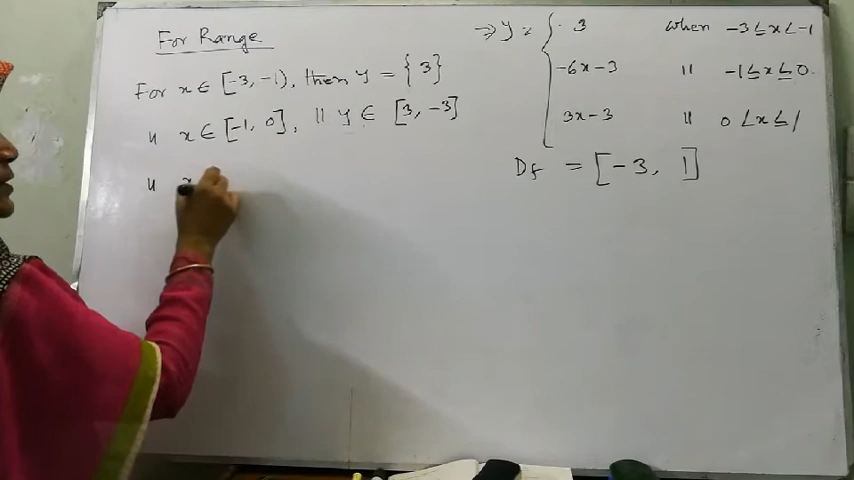 For Range
For x ∈ [-3, -1), then y = {3}
〃 x ∈ [-1, 0], 〃 y ∈ [3, -3]
〃 x
⇒ y = { 3 when -3 ≤ x < -1
-6x-3 〃 -1 ≤ x ≤ 0.
3x-3 〃 0 < x ≤ 1
Df = [-3, 1]